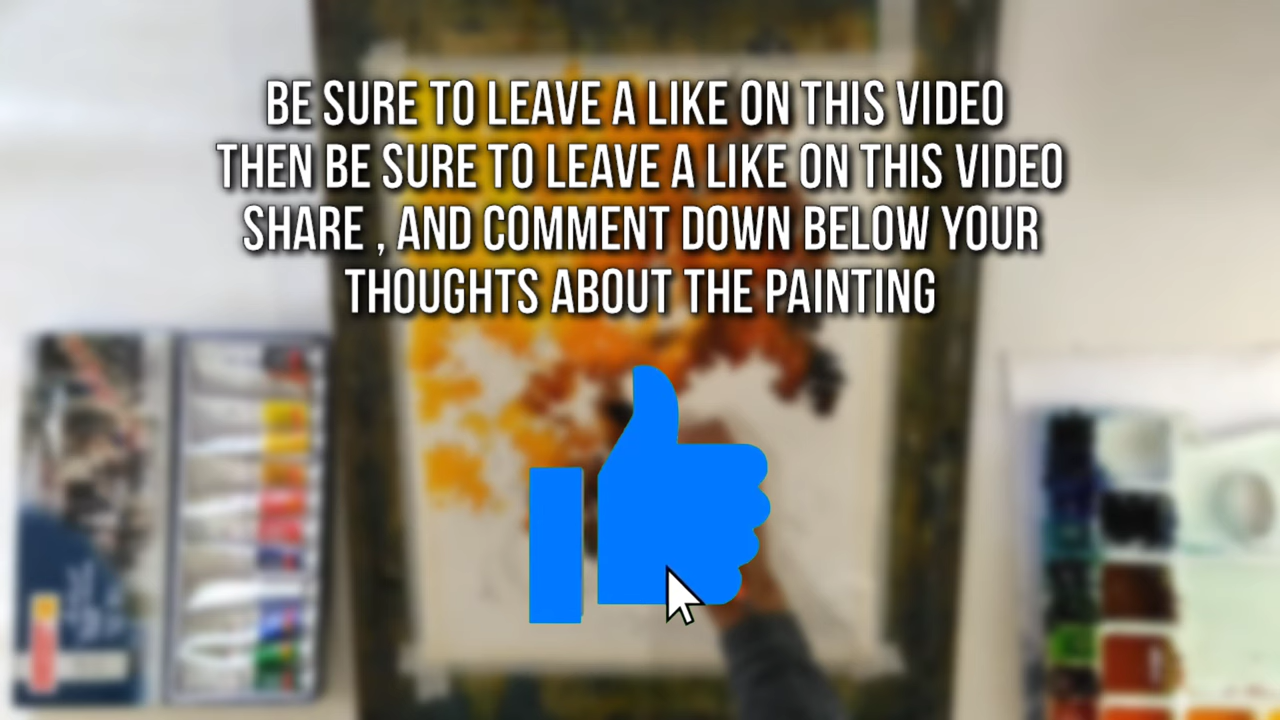 BE SURE TO LEAVE A LIKE ON THIS VIDEO
THEN BE SURE TO LEAVE A LIKE ON THIS VIDEO
SHARE , AND COMMENT DOWN BELOW YOUR
THOUGHTS ABOUT THE PAINTING